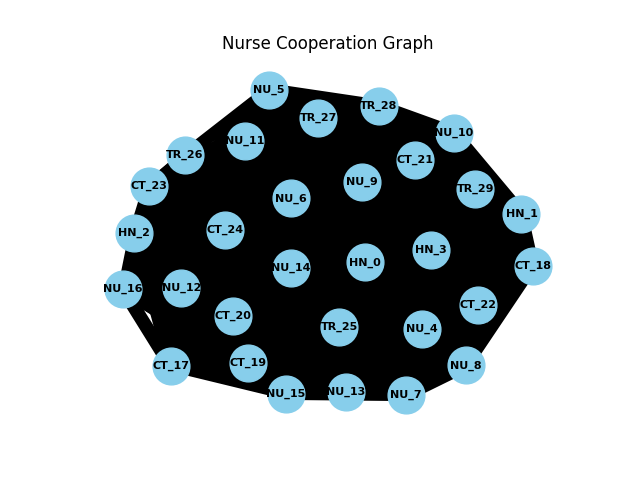 Nurse Cooperation Graph
NU_5
TR_28
TR_27
NU_10
NU_11
TR_26
CT_21
NU_9
CT_23
TR_29
NU_6
HN_1
CT_24
HN_2
HN_3
HN_0
CT_18
NU_14
NU_16
NU_12
CT_22
CT_20
TR_25
NU_4
CT_19
CT_17
NU_8
NU_15
NU_13
NU_7